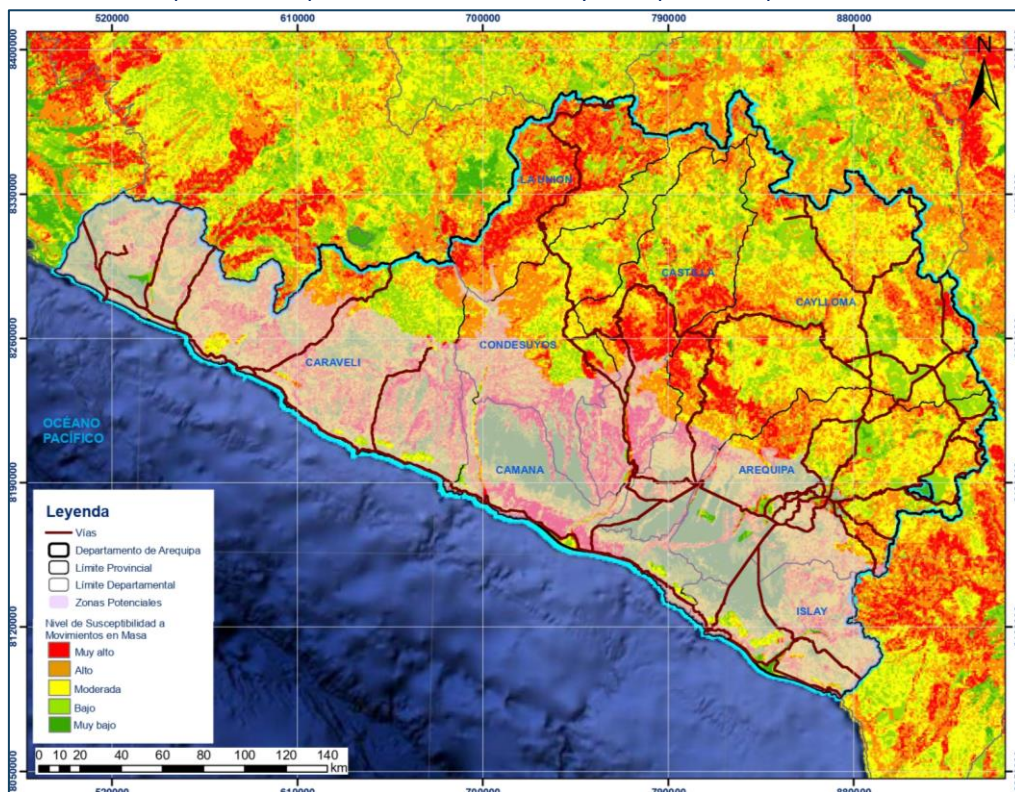 520000 610000 700000 790000 880000
N
8400000
8330000
8260000
8190000
8120000
8050000
LA UNION
CASTILLA
CAYLLOMA
CONDESUYOS
CARAVELI
OCÉANO
PACÍFICO
CAMANA
AREQUIPA
ISLAY
Leyenda
Vías
Departamento de Arequipa
Límite Provincial
Límite Departamental
Zonas Potenciales
Nivel de Susceptibilidad a
Movimientos en Masa
Muy alto
Alto
Moderada
Bajo
Muy bajo
0 10 20 40 60 80 100 120 140
km
520000 610000 700000 790000 880000